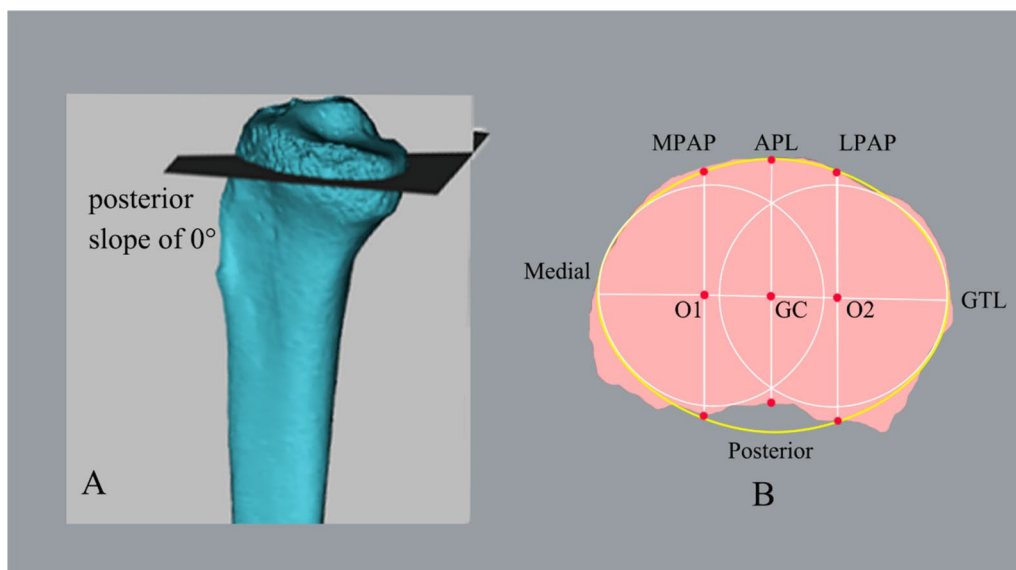 posterior
slope of 0°
A
MPAP APL LPAP
Medial
O1 GC O2 GTL
Posterior
B